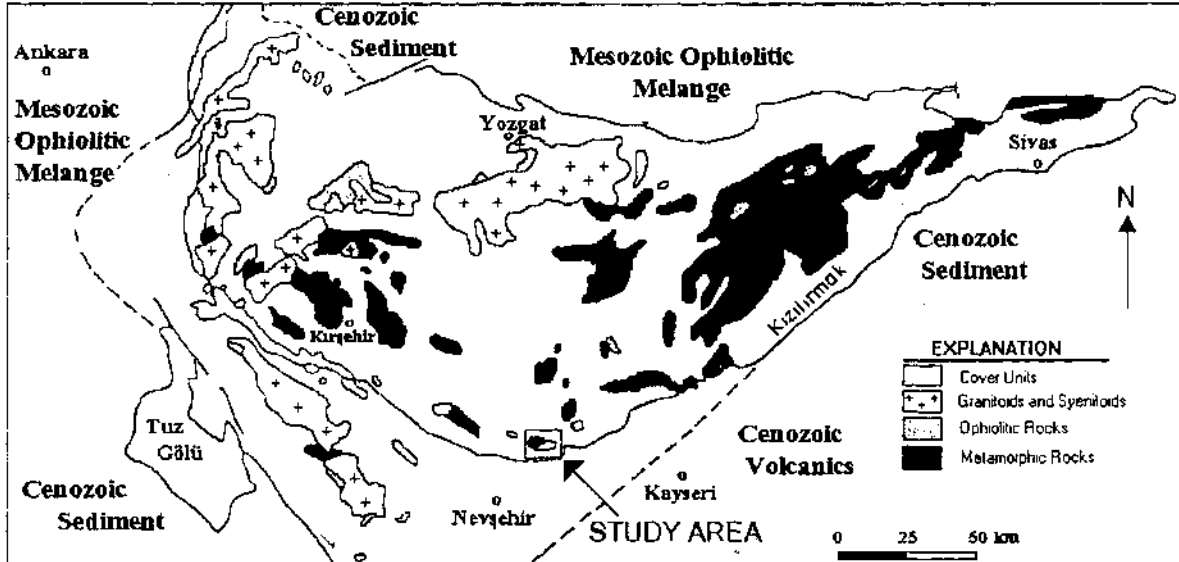 Cenozoic
Sediment
Ankara
Mesozoic Ophiolitic
Melange
Mesozoic
Ophiolitic
Melange
Yozgat
Sivas
N
Cenozoic
Sediment
Kızılırmak
Kırşehir
EXPLANATION
Cover Units
Granitoids and Syenitoids
Ophiolitic Rocks
Metamorphic Rocks
Tuz
Gölü
Cenozoic
Volcanics
Cenozoic
Sediment
Kayseri
Nevşehir
STUDY AREA
0 25 50 km